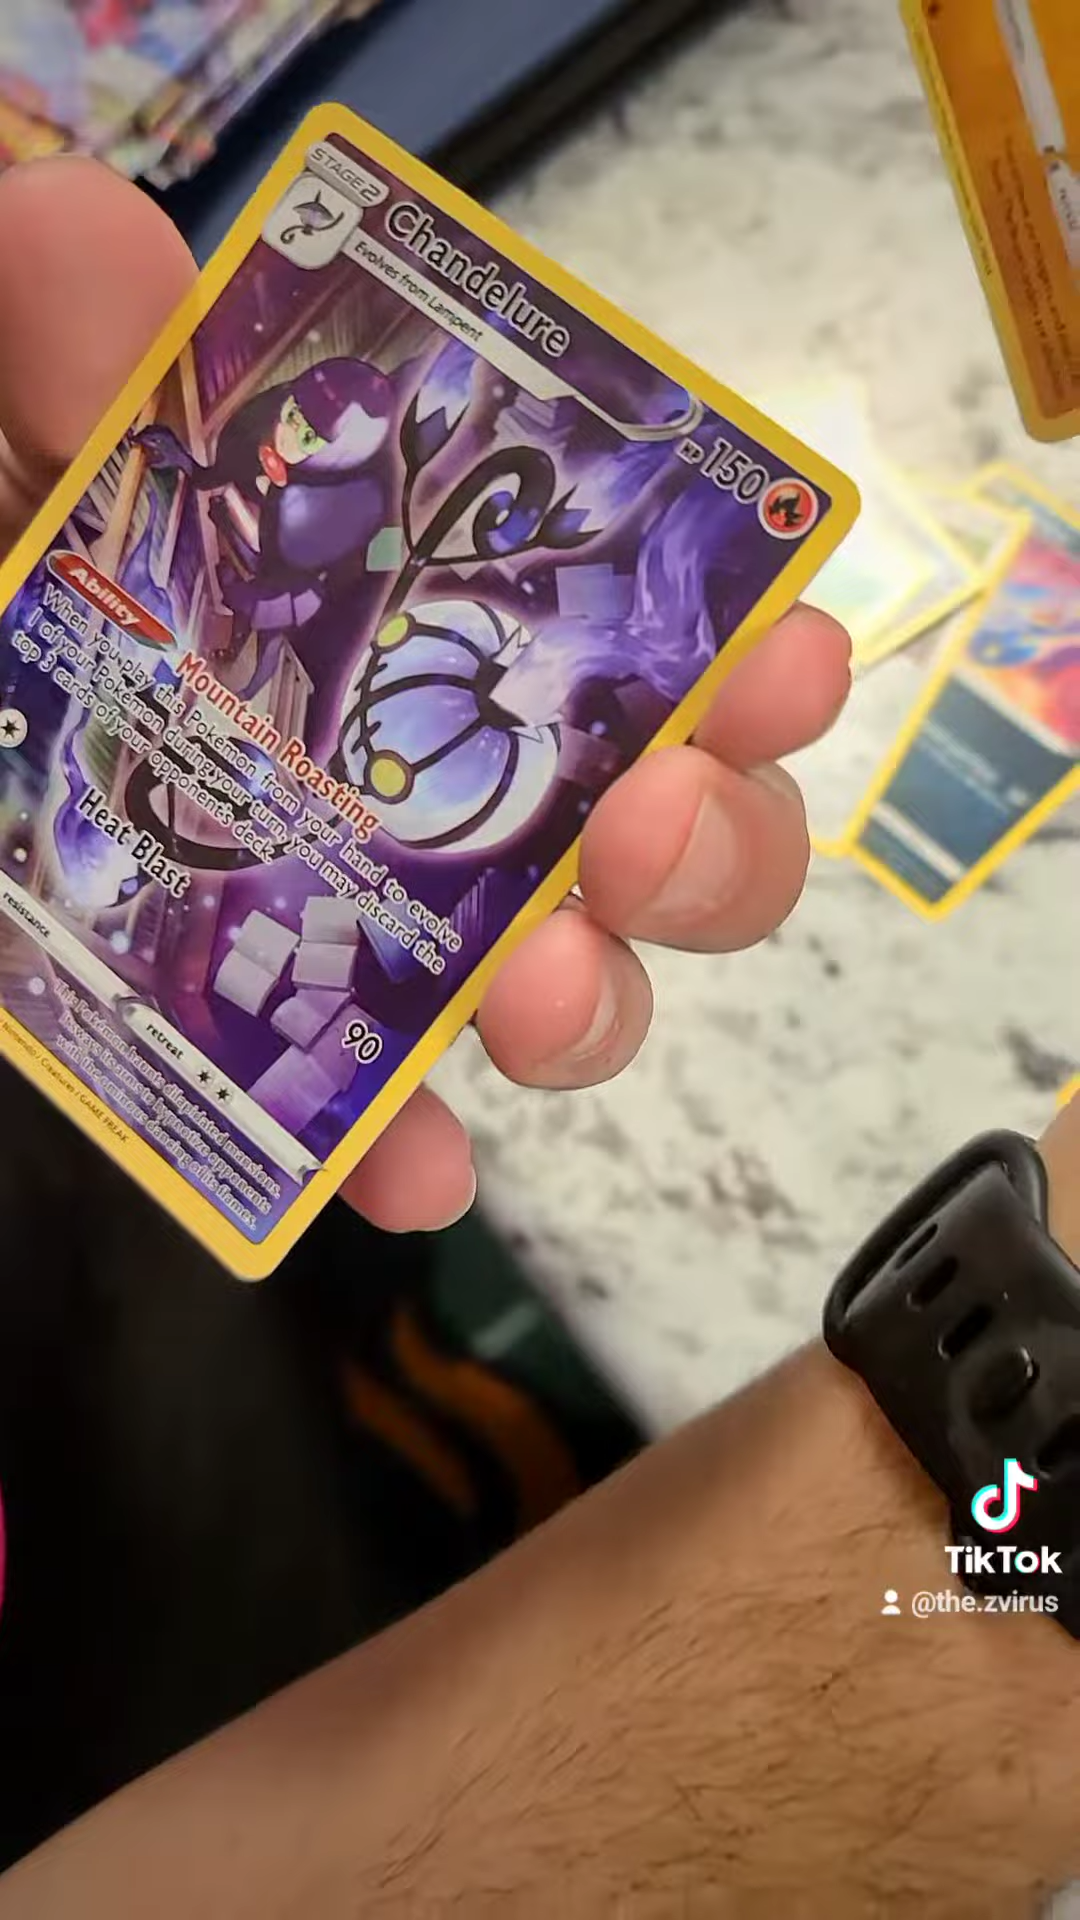 STAGE 2
Chandelure
Evolves from Lampent
HP 150
Ability
Mountain Roasting
When you play this Pokémon from your hand to evolve
1 of your Pokémon during your turn, you may discard the
top 3 cards of your opponent's deck.
Heat Blast
90
resistance
retreat
This Pokémon haunts dilapidated mansions.
It sways its arms to hypnotize opponents
with the ominous dancing of its flames.
Nintendo / Creatures / GAME FREAK
TikTok
@the.zvirus